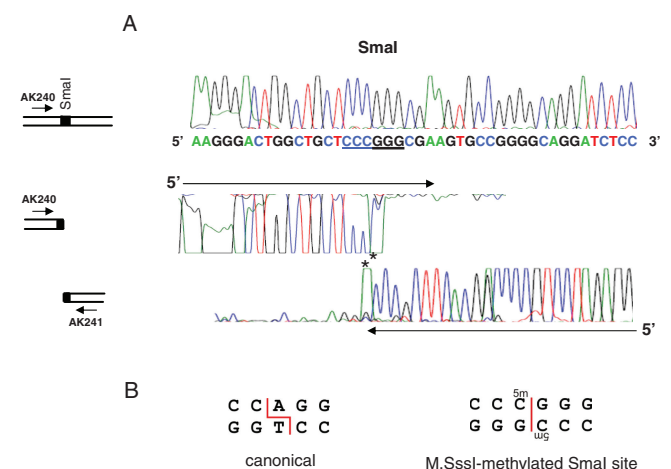 A
SmaI
AK240
SmaI
5' AAGGGACTGGCTGCTCCCGGGCGAAGTGCCGGGGCAGGATCTCC 3'
5'
AK240
*
*
AK241
5'
B
C C A G G
G G T C C
canonical
5m
C C C G G G
G G G C C C
5m
M.SssI-methylated SmaI site